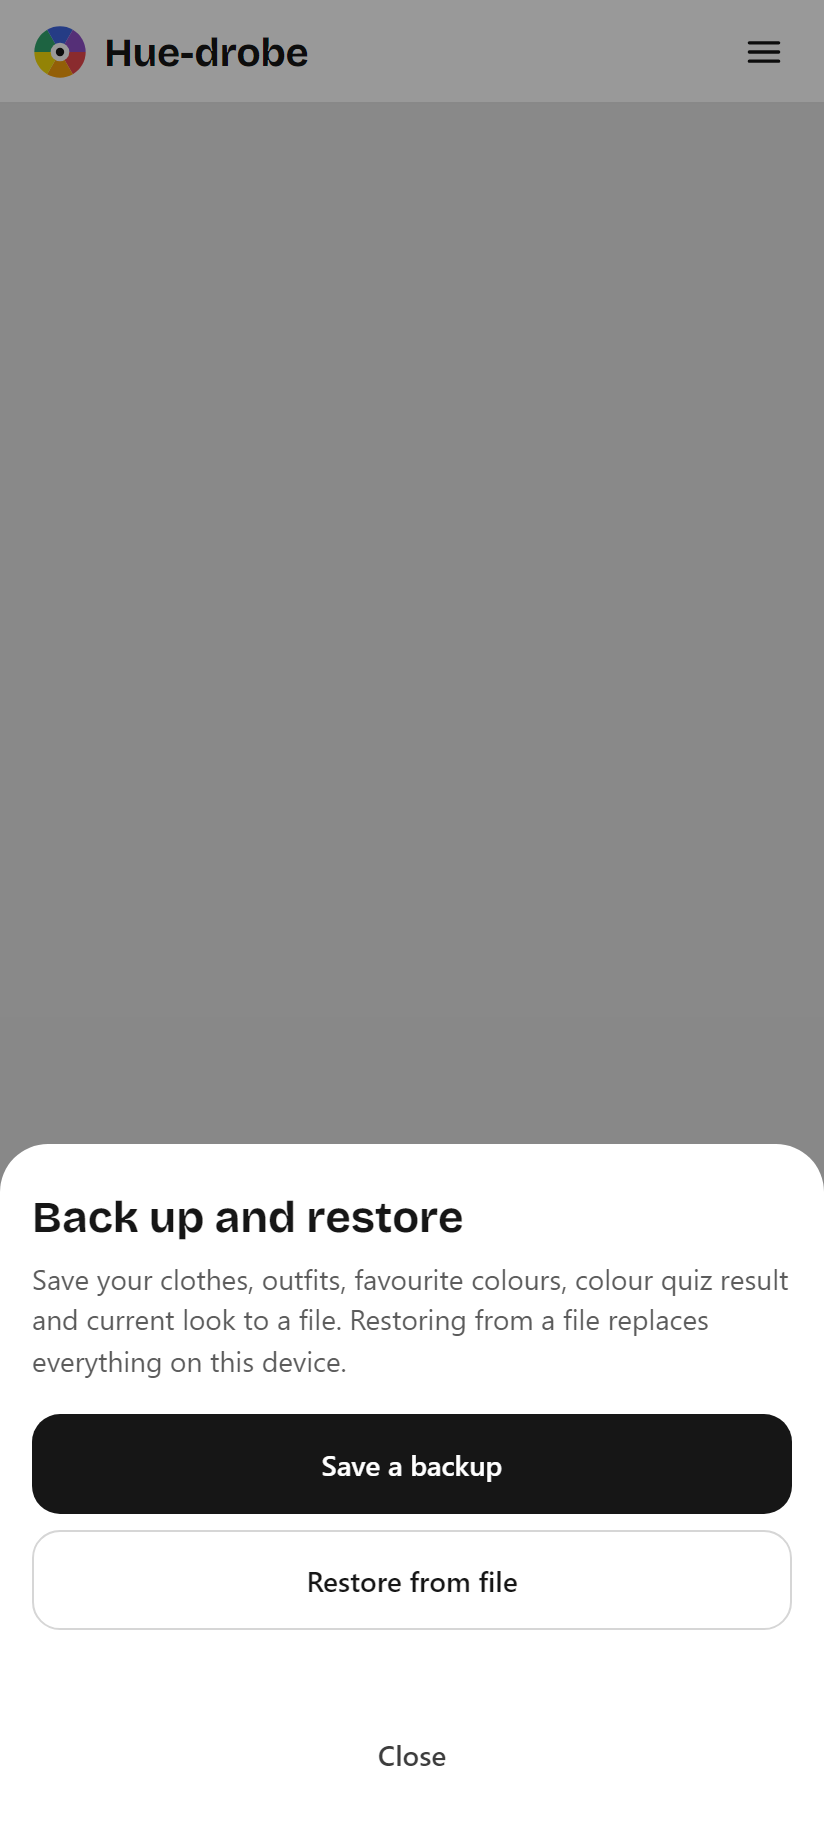 Hue-drobe
Back up and restore
Save your clothes, outfits, favourite colours, colour quiz result
and current look to a file. Restoring from a file replaces
everything on this device.
Save a backup
Restore from file
Close